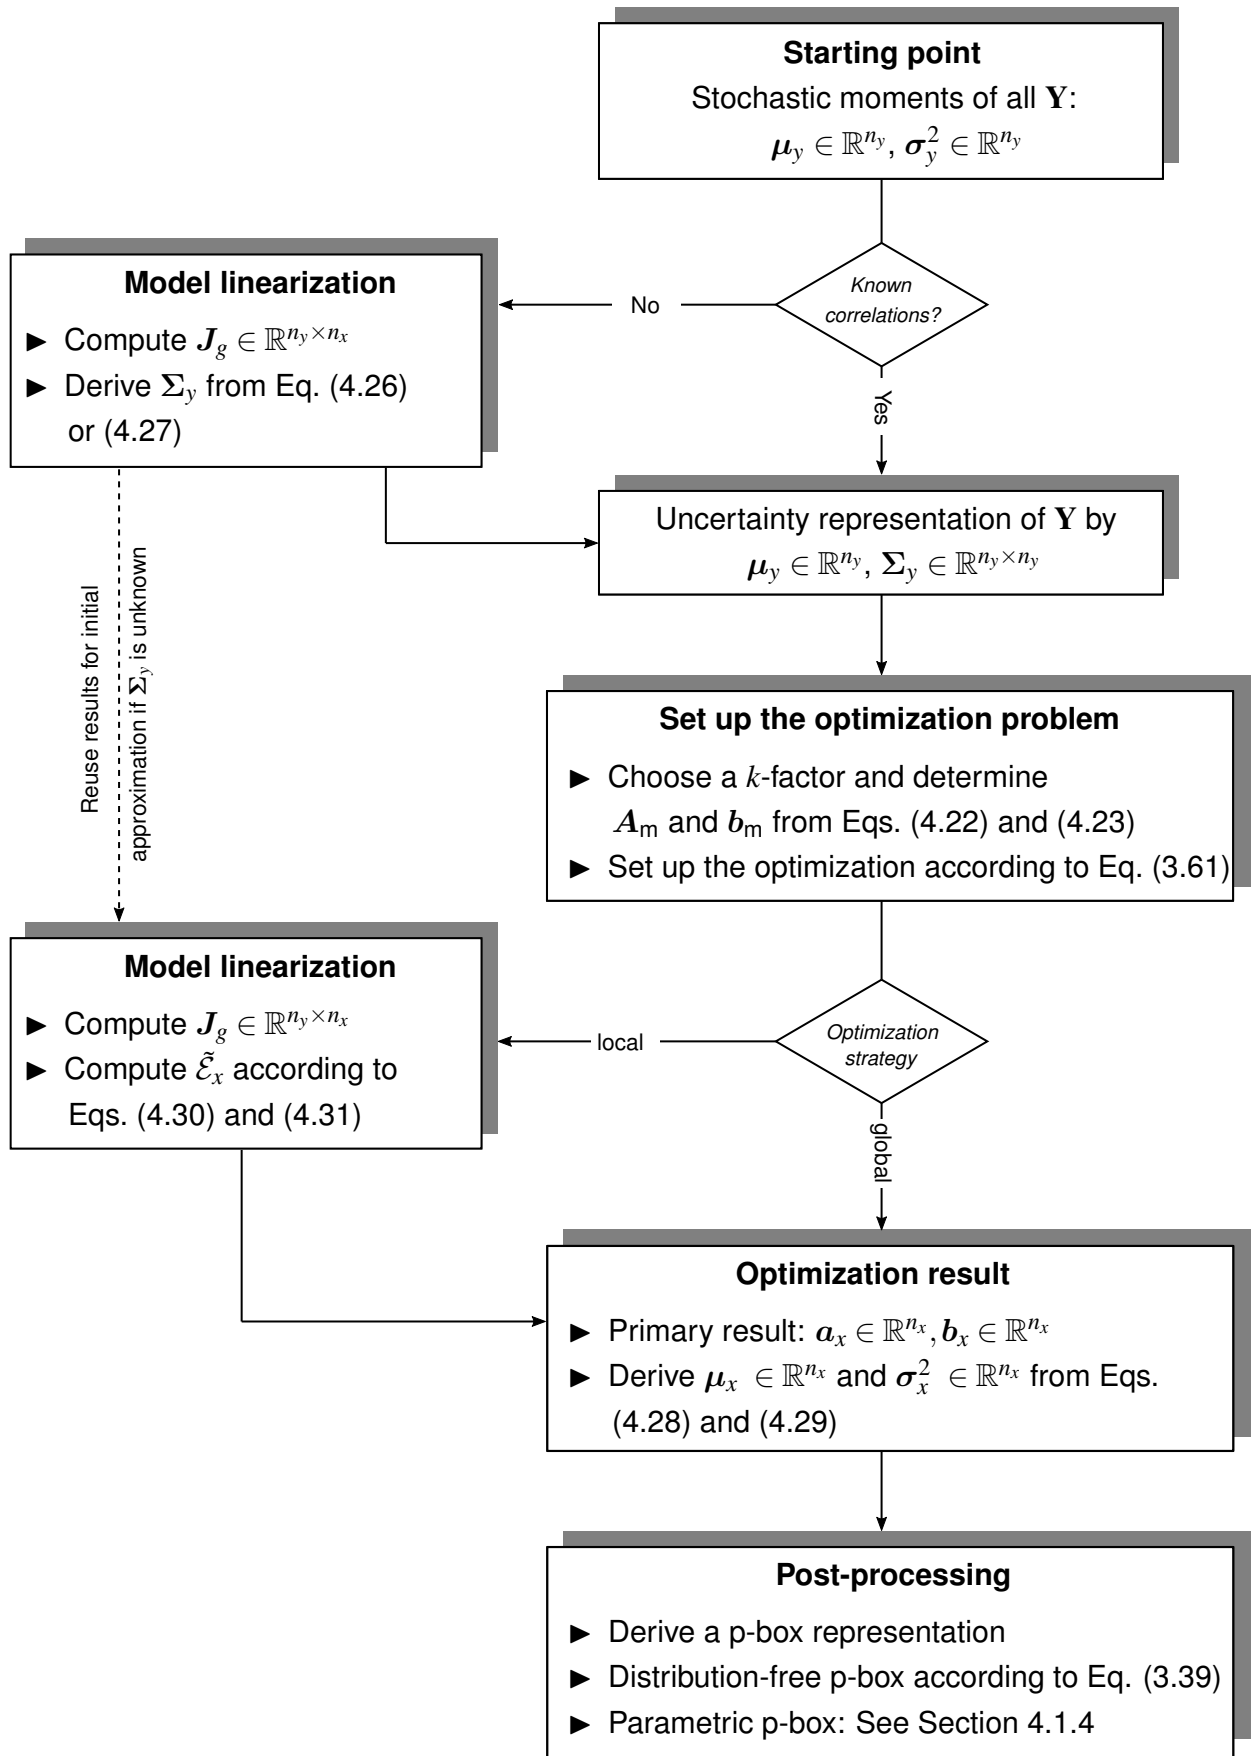 Starting point
Stochastic moments of all Y:
μ_y ∈ ℝ^{n_y}, σ_y^2 ∈ ℝ^{n_y}
Known
correlations?
No
Yes
Model linearization
► Compute J_g ∈ ℝ^{n_y×n_x}
► Derive Σ_y from Eq. (4.26)
or (4.27)
Uncertainty representation of Y by
μ_y ∈ ℝ^{n_y}, Σ_y ∈ ℝ^{n_y×n_y}
Reuse results for initial
approximation if Σ_y is unknown
Set up the optimization problem
► Choose a k-factor and determine
A_m and b_m from Eqs. (4.22) and (4.23)
► Set up the optimization according to Eq. (3.61)
Optimization
strategy
local
global
Model linearization
► Compute J_g ∈ ℝ^{n_y×n_x}
► Compute Ẽ_x according to
Eqs. (4.30) and (4.31)
Optimization result
► Primary result: a_x ∈ ℝ^{n_x}, b_x ∈ ℝ^{n_x}
► Derive μ_x ∈ ℝ^{n_x} and σ_x^2 ∈ ℝ^{n_x} from Eqs.
(4.28) and (4.29)
Post-processing
► Derive a p-box representation
► Distribution-free p-box according to Eq. (3.39)
► Parametric p-box: See Section 4.1.4